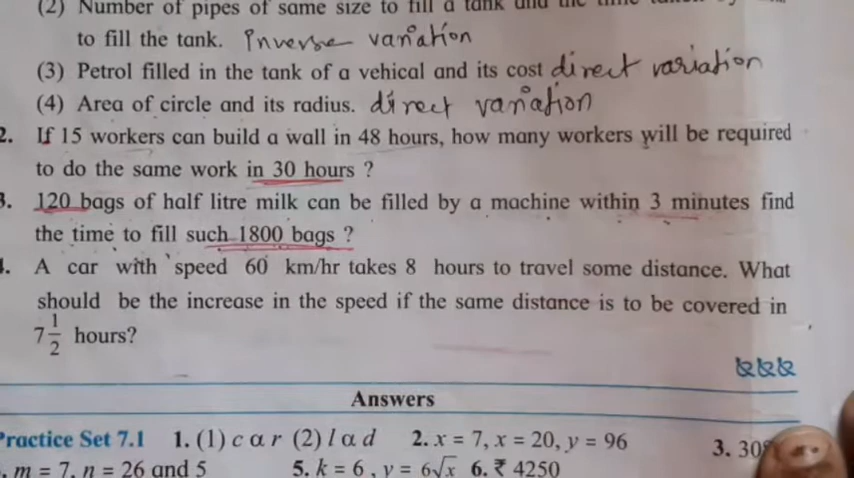 (2) Number of pipes of same size to fill a tank and the time
to fill the tank. Inverse variation
(3) Petrol filled in the tank of a vehical and its cost direct variation
(4) Area of circle and its radius. direct variation
2. If 15 workers can build a wall in 48 hours, how many workers will be required
to do the same work in 30 hours ?
3. 120 bags of half litre milk can be filled by a machine within 3 minutes find
the time to fill such 1800 bags ?
4. A car with speed 60 km/hr takes 8 hours to travel some distance. What
should be the increase in the speed if the same distance is to be covered in
7 1/2 hours?
Answers
Practice Set 7.1 1. (1) c α r (2) l α d 2. x = 7, x = 20, y = 96 3. 30
m = 7, n = 26 and 5 5. k = 6 , y = 6√x 6. ₹ 4250